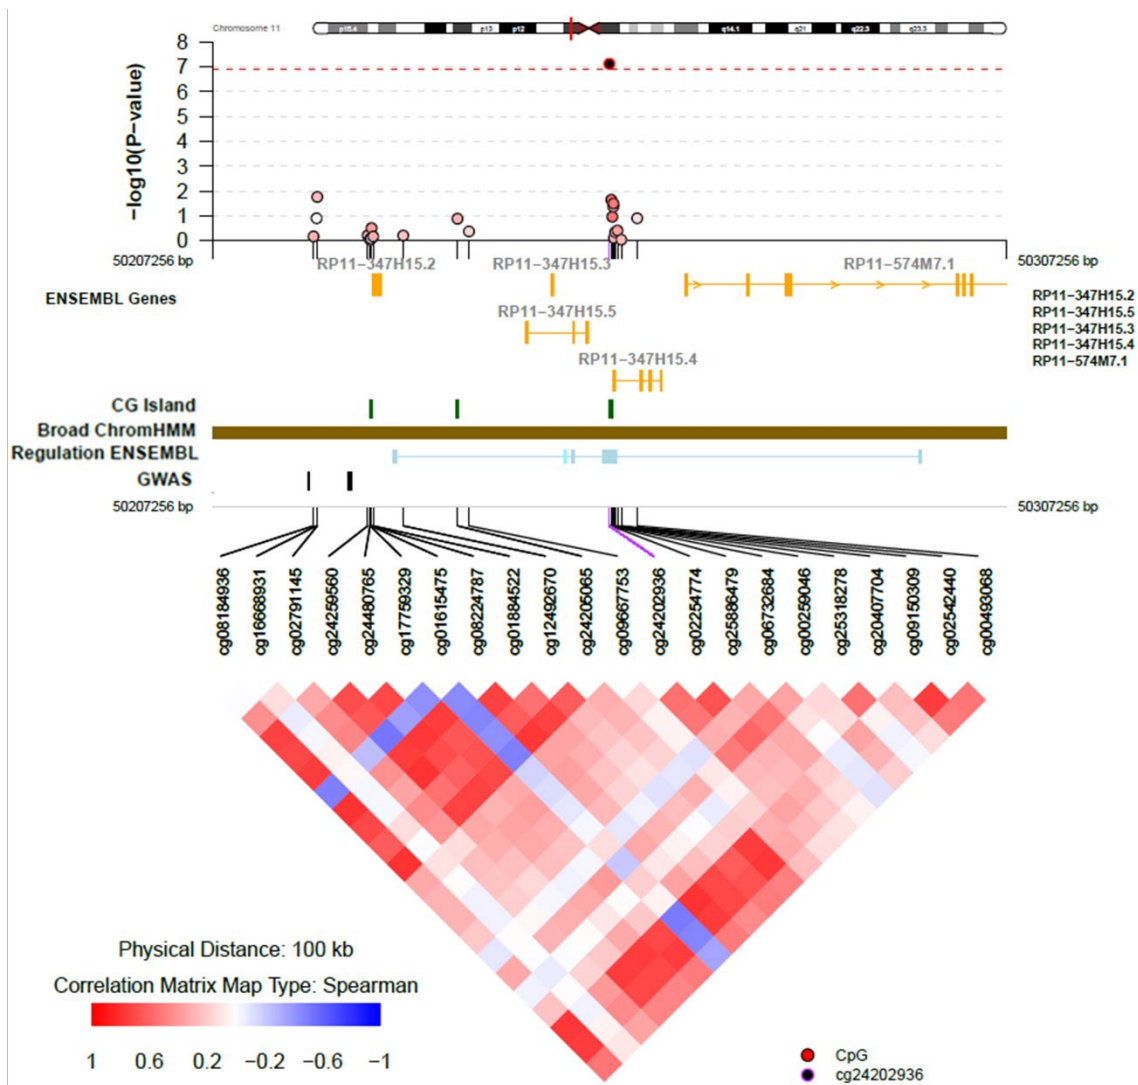 Chromosome 11
p15.4 p13 p12 q14.1 q21 q22.3 q23.3
8
7
6
5
4
3
2
1
0
−log10(P−value)
50207256 bp
50307256 bp
RP11−347H15.2 RP11−347H15.3 RP11−574M7.1
ENSEMBL Genes
RP11−347H15.5
RP11−347H15.4
RP11−347H15.2
RP11−347H15.5
RP11−347H15.3
RP11−347H15.4
RP11−574M7.1
CG Island
Broad ChromHMM
Regulation ENSEMBL
GWAS
50207256 bp
50307256 bp
cg08184936
cg16668931
cg02791145
cg24259560
cg24480765
cg17759329
cg01615475
cg08224787
cg01884522
cg12492670
cg24205065
cg09667753
cg24202936
cg02254774
cg25886479
cg06732684
cg00259046
cg25318278
cg20407704
cg09150309
cg02542440
cg00493068
Physical Distance: 100 kb
Correlation Matrix Map Type: Spearman
1 0.6 0.2 −0.2 −0.6 −1
CpG
cg24202936